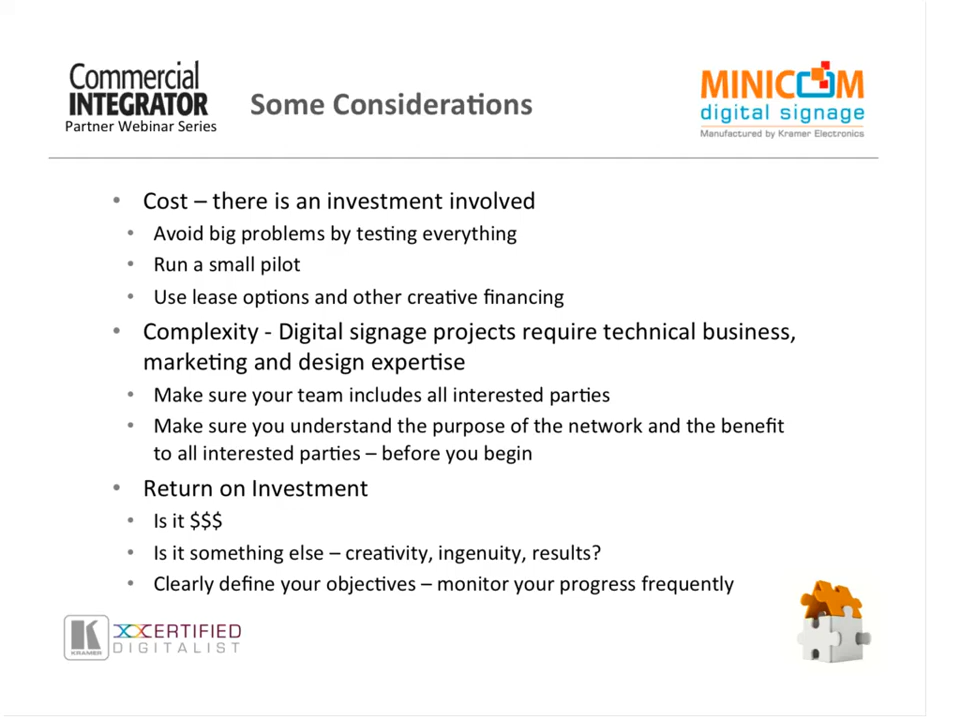 Commercial
INTEGRATOR
Partner Webinar Series
Some Considerations
MINICOM
digital signage
Manufactured by Kramer Electronics
• Cost – there is an investment involved
• Avoid big problems by testing everything
• Run a small pilot
• Use lease options and other creative financing
• Complexity - Digital signage projects require technical business,
marketing and design expertise
• Make sure your team includes all interested parties
• Make sure you understand the purpose of the network and the benefit
to all interested parties – before you begin
• Return on Investment
• Is it $$$
• Is it something else – creativity, ingenuity, results?
• Clearly define your objectives – monitor your progress frequently
K
KRAMER
XXCERTIFIED
DIGITALIST